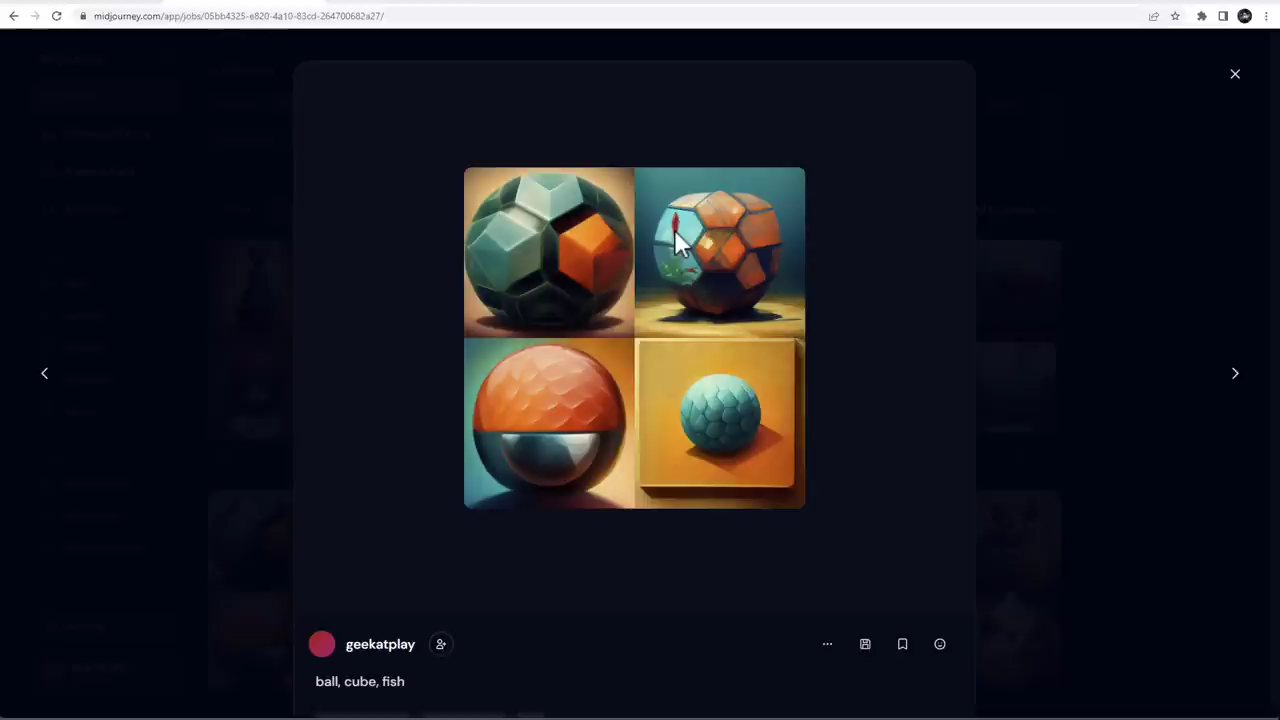 midjourney.com/app/jobs/05bb4325-e820-4a10-83cd-264700682a27/
geekatplay
ball, cube, fish